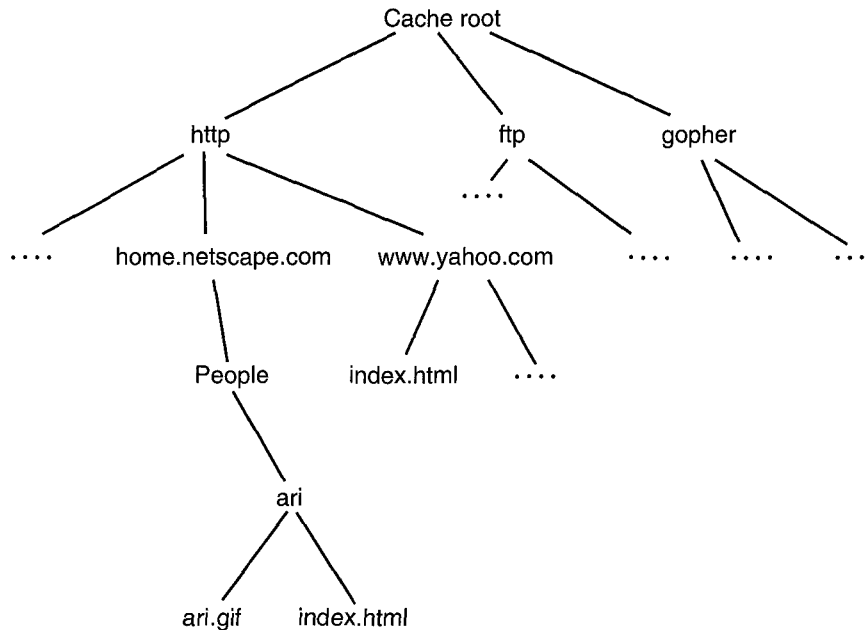 Cache root
http
ftp
gopher
....
....
home.netscape.com
www.yahoo.com
....
....
...
People
index.html
....
ari
ari.gif
index.html